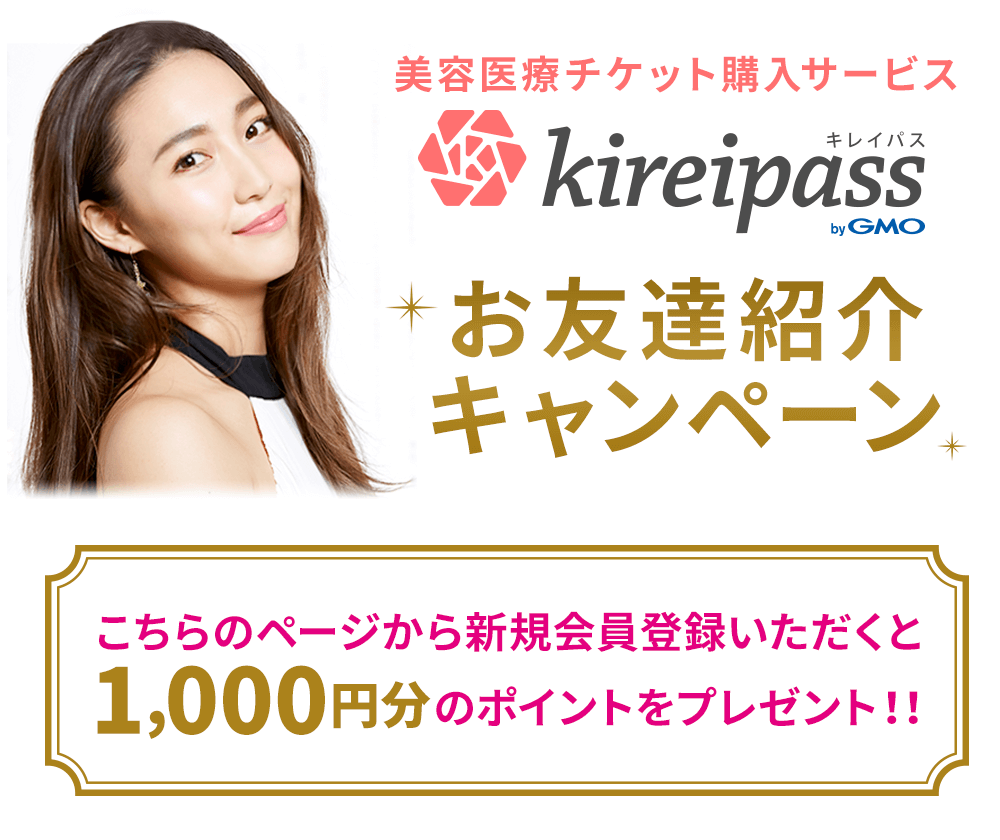 美容医療チケット購入サービス
キレイパス
kireipass
by GMO
お友達紹介
キャンペーン
こちらのページから新規会員登録いただくと
1,000円分のポイントをプレゼント!!